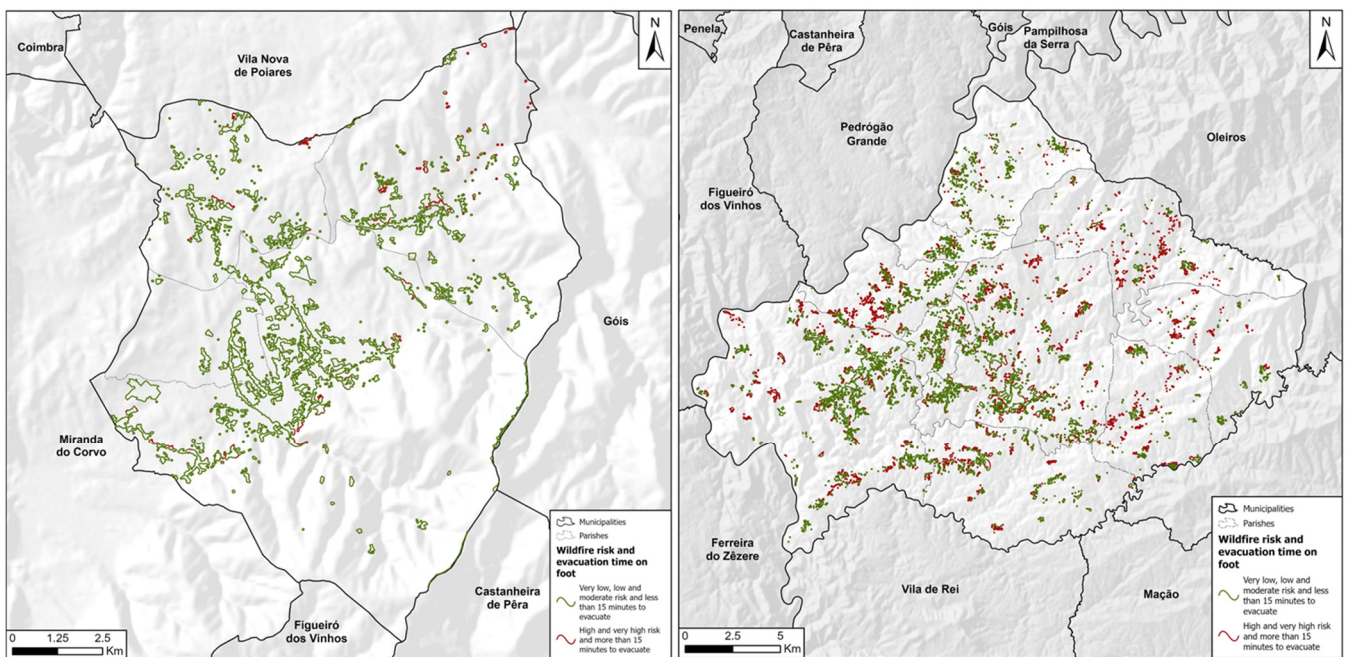 Coimbra
Vila Nova
de Poiares
N
Góis
Miranda
do Corvo
Castanheira
de Pêra
Figueiró
dos Vinhos
0 1.25 2.5
Km
Municipalities
Parishes
Wildfire risk and
evacuation time on
foot
Very low, low and
moderate risk and less
than 15 minutes to
evacuate
High and very high risk
and more than 15
minutes to evacuate
Penela
Castanheira
de Pêra
Góis
Pampilhosa
da Serra
N
Pedrógão
Grande
Oleiros
Figueiró
dos Vinhos
Ferreira
do Zêzere
Vila de Rei
Mação
0 2.5 5
Km
Municipalities
Parishes
Wildfire risk and
evacuation time on
foot
Very low, low and
moderate risk and less
than 15 minutes to
evacuate
High and very high risk
and more than 15
minutes to evacuate